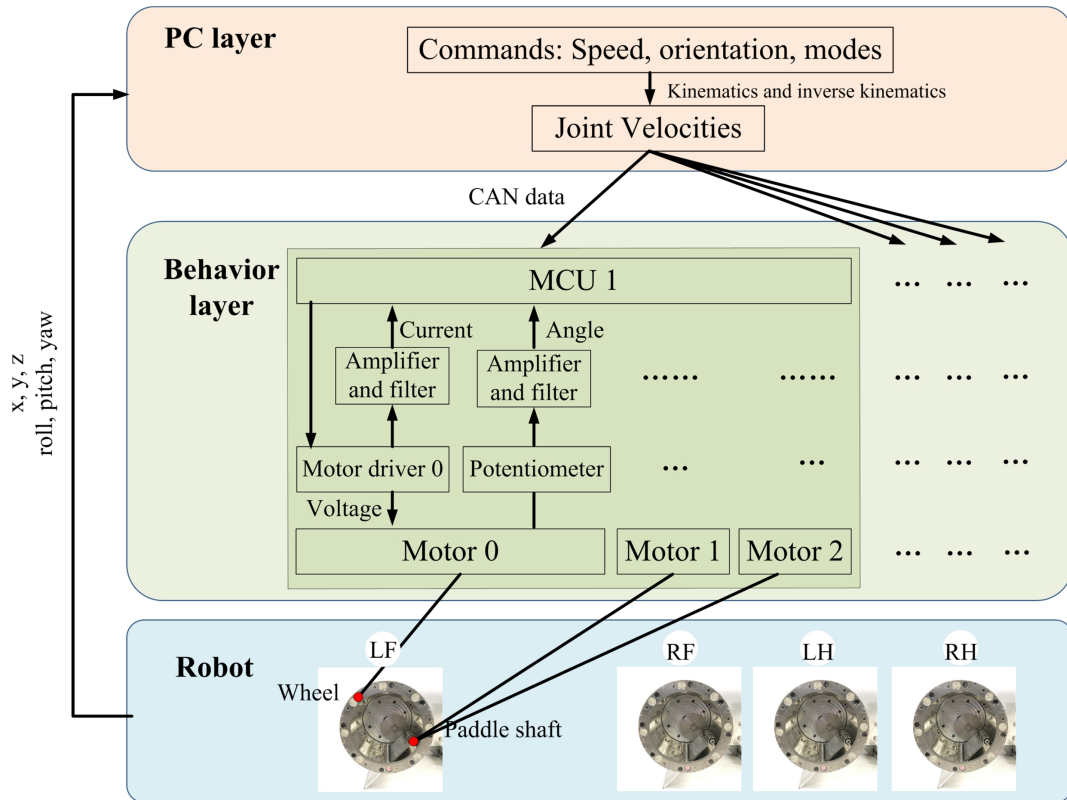 PC layer
Commands: Speed, orientation, modes
Kinematics and inverse kinematics
Joint Velocities
CAN data
Behavior
layer
MCU 1
... ... ...
Current
Angle
Amplifier
and filter
Amplifier
and filter
......
......
... ... ...
Motor driver 0
Potentiometer
...
...
... ... ...
Voltage
Motor 0
Motor 1
Motor 2
... ... ...
x, y, z
roll, pitch, yaw
Robot
LF
RF
LH
RH
Wheel
Paddle shaft